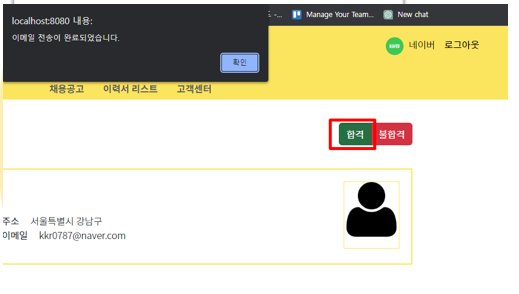 localhost:8080 내용:
이메일 전송이 완료되었습니다.
확인
Manage Your Team...
New chat
네이버 로그아웃
채용공고 이력서 리스트 고객센터
합격 불합격
주소 서울특별시 강남구
이메일 kkr0787@naver.com